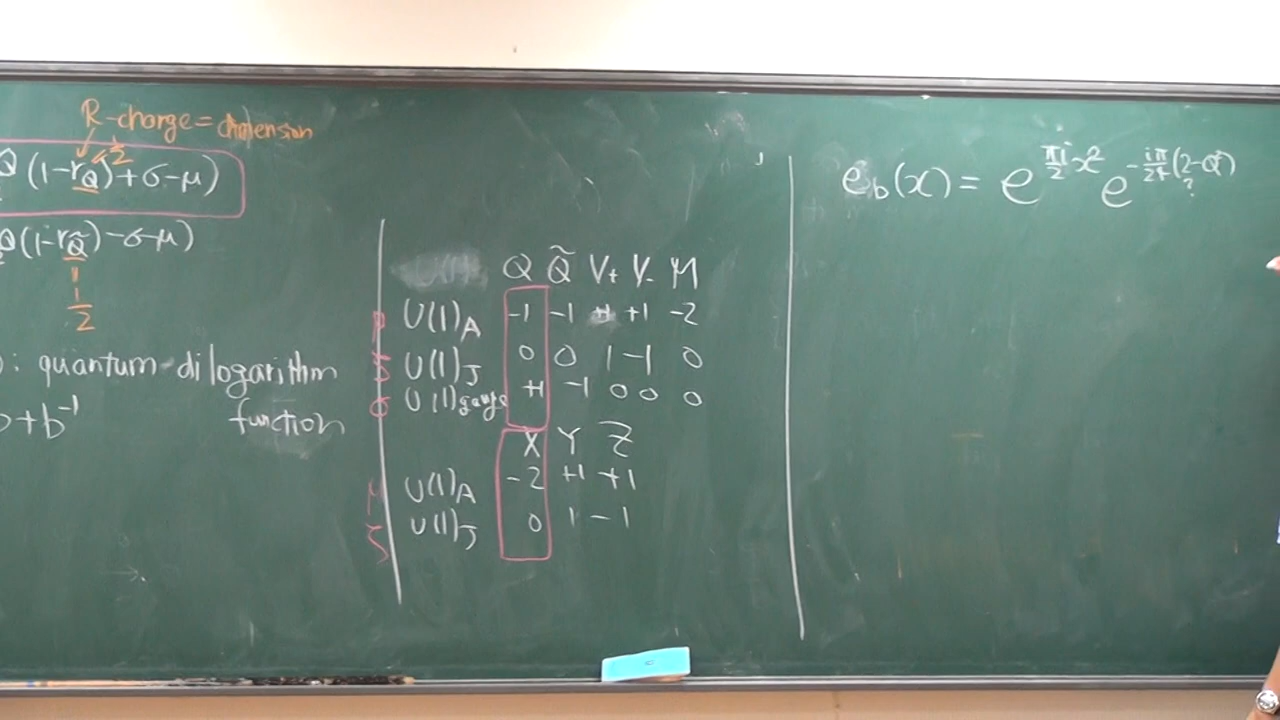 R-charge = dimension
Q (1-r_Q)+σ-μ)
1/2
Q(1-r_Q̃)-σ-μ)
1/2
): quantum dilogarithm
function
b+b⁻¹
Q Q̃ V₊ V₋ M
U(1)_A -1 -1 +1 +1 -2
U(1)_J 0 0 1 -1 0
U(1)gauge +1 -1 0 0 0
X Y Z
μ U(1)_A -2 +1 +1
ζ U(1)_J 0 1 -1
e_b(x) = e^{πi/2 x²} e^{-iπ/24 (2-Q²)}
?